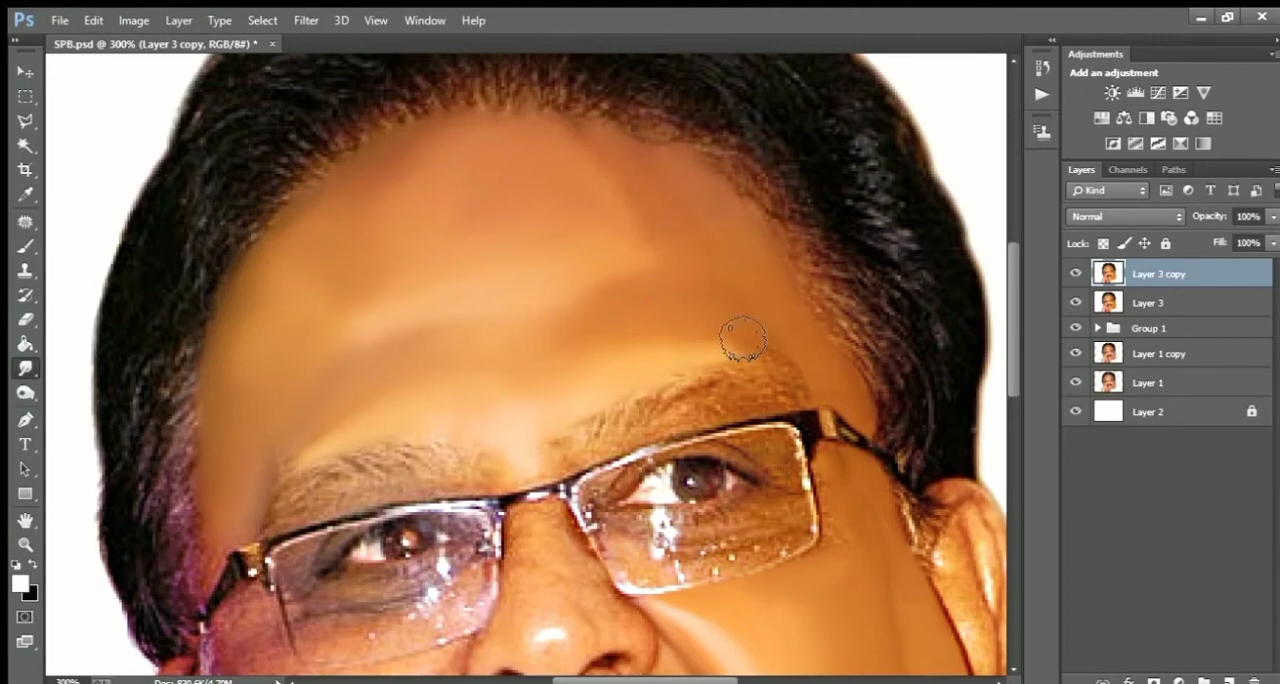 Ps File Edit Image Layer Type Select Filter 3D View Window Help
SPB.psd @ 300% (Layer 3 copy, RGB/8#) * ×
Adjustments
Add an adjustment
Layers Channels Paths
Kind
Normal Opacity: 100%
Lock: Fill: 100%
Layer 3 copy
Layer 3
Group 1
Layer 1 copy
Layer 1
Layer 2
300%